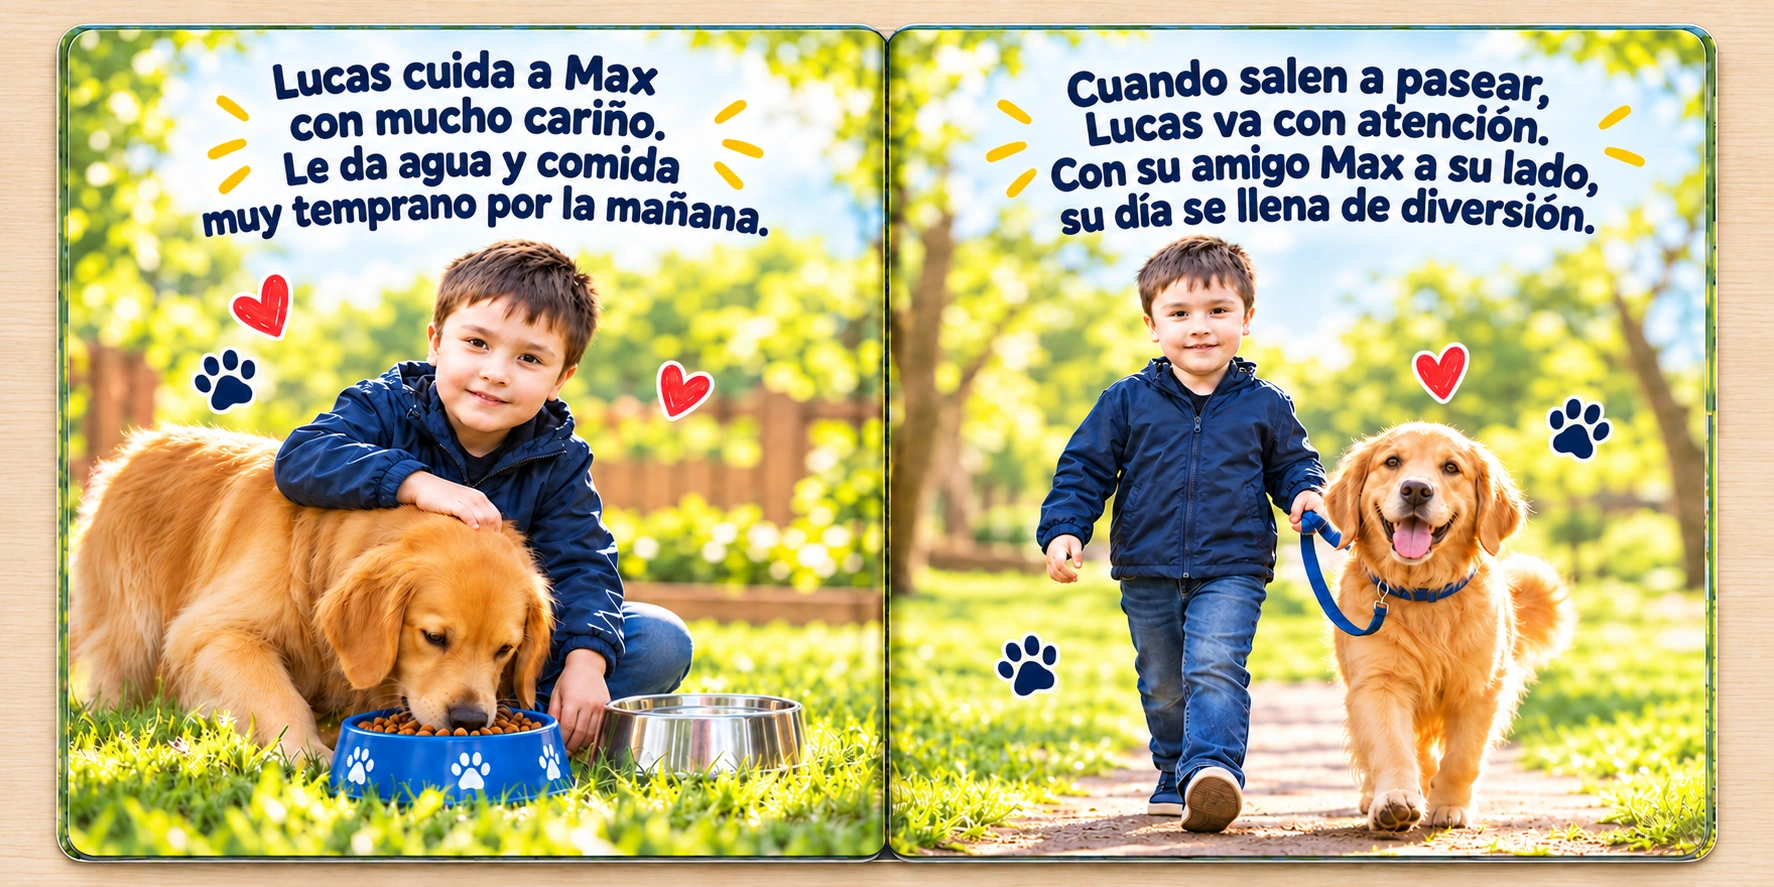 Lucas cuida a Max
con mucho cariño.
Le da agua y comida
muy temprano por la mañana.
Cuando salen a pasear,
Lucas va con atención.
Con su amigo Max a su lado,
su día se llena de diversión.